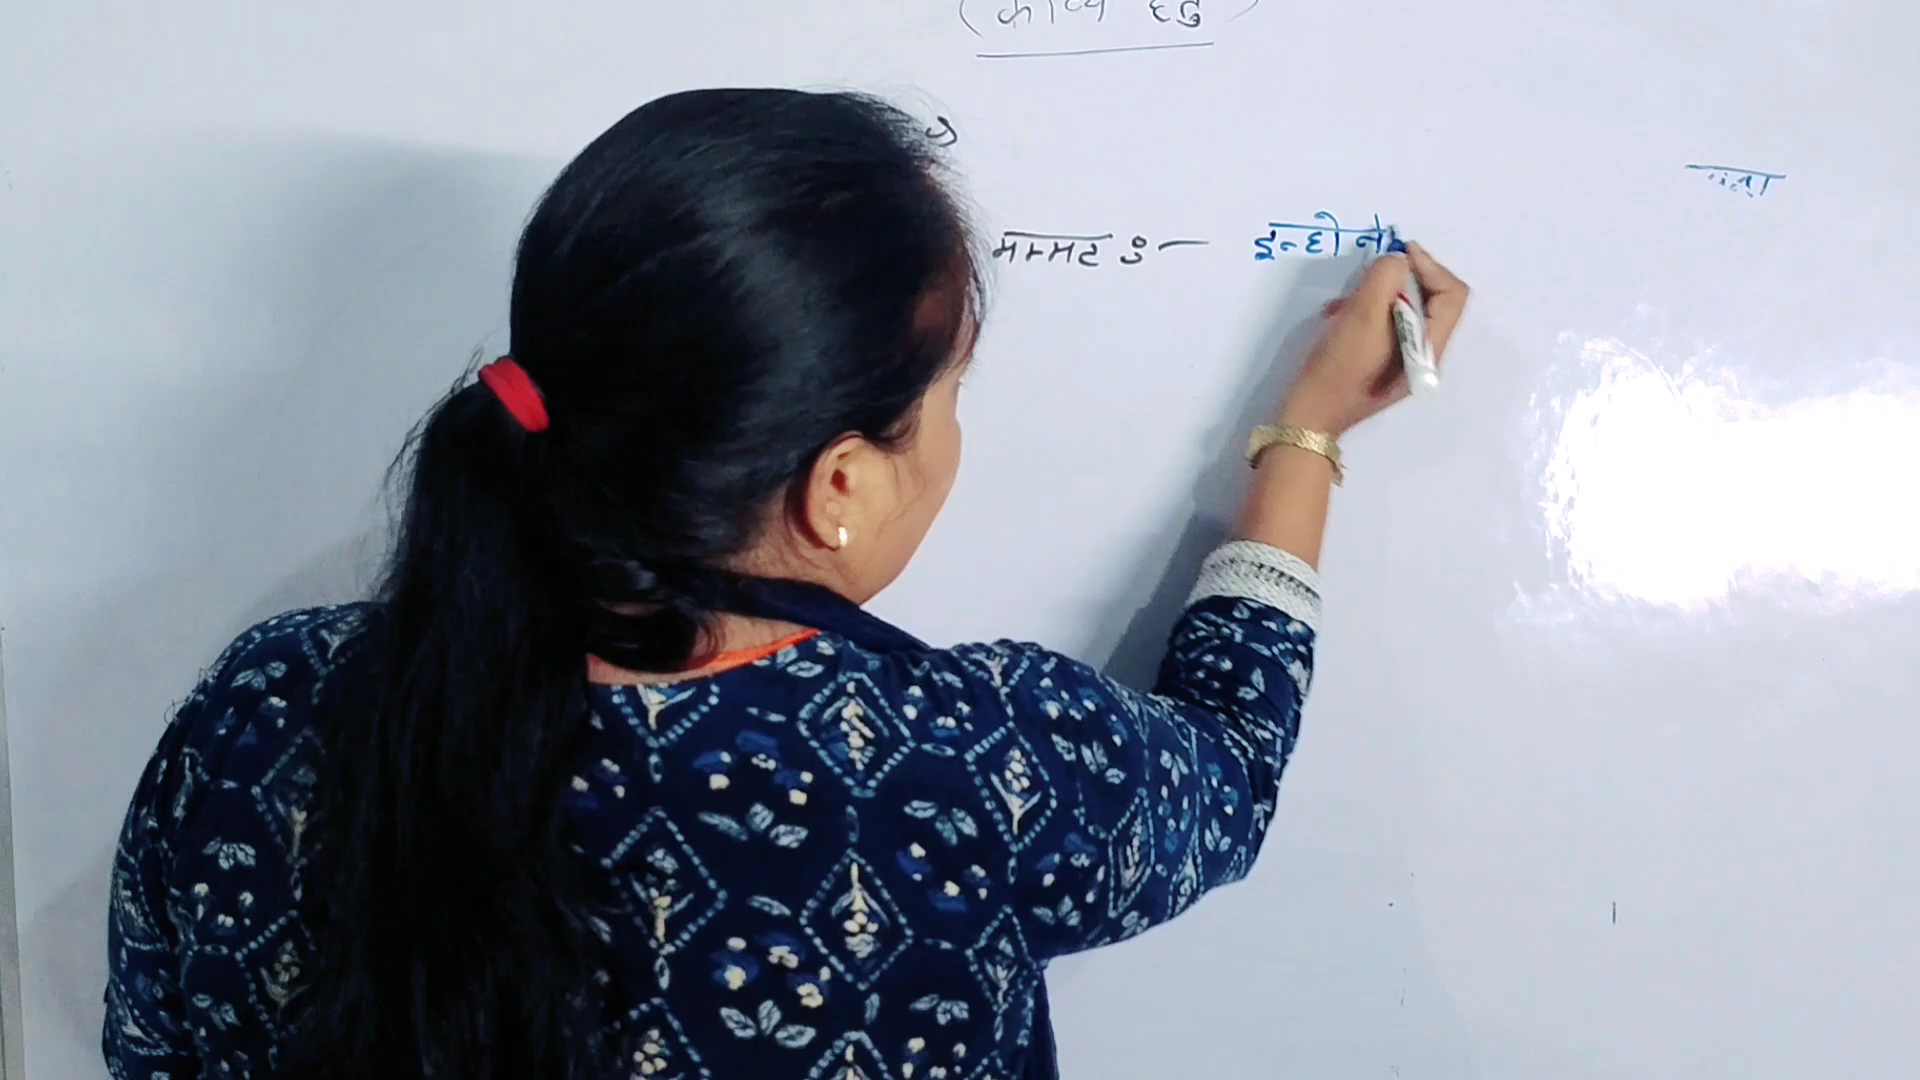 (काव्य हेतु)
मम्मट :- इन्होंने